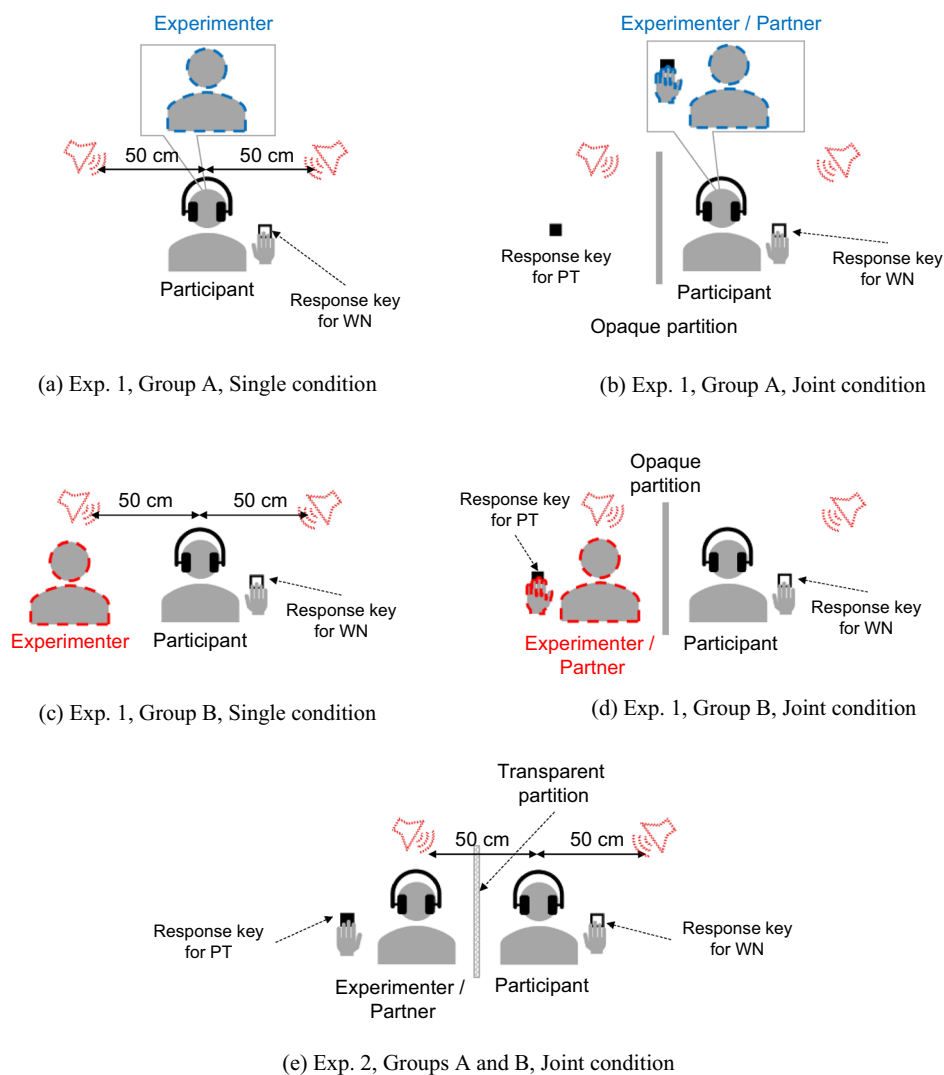 Experimenter
50 cm
50 cm
Participant
Response key
for WN
(a) Exp. 1, Group A, Single condition
Experimenter / Partner
Response key
for PT
Participant
Response key
for WN
Opaque partition
(b) Exp. 1, Group A, Joint condition
50 cm
50 cm
Experimenter
Participant
Response key
for WN
(c) Exp. 1, Group B, Single condition
Opaque
partition
Response key
for PT
Experimenter /
Partner
Participant
Response key
for WN
(d) Exp. 1, Group B, Joint condition
Transparent
partition
50 cm
50 cm
Response key
for PT
Experimenter /
Partner
Participant
Response key
for WN
(e) Exp. 2, Groups A and B, Joint condition